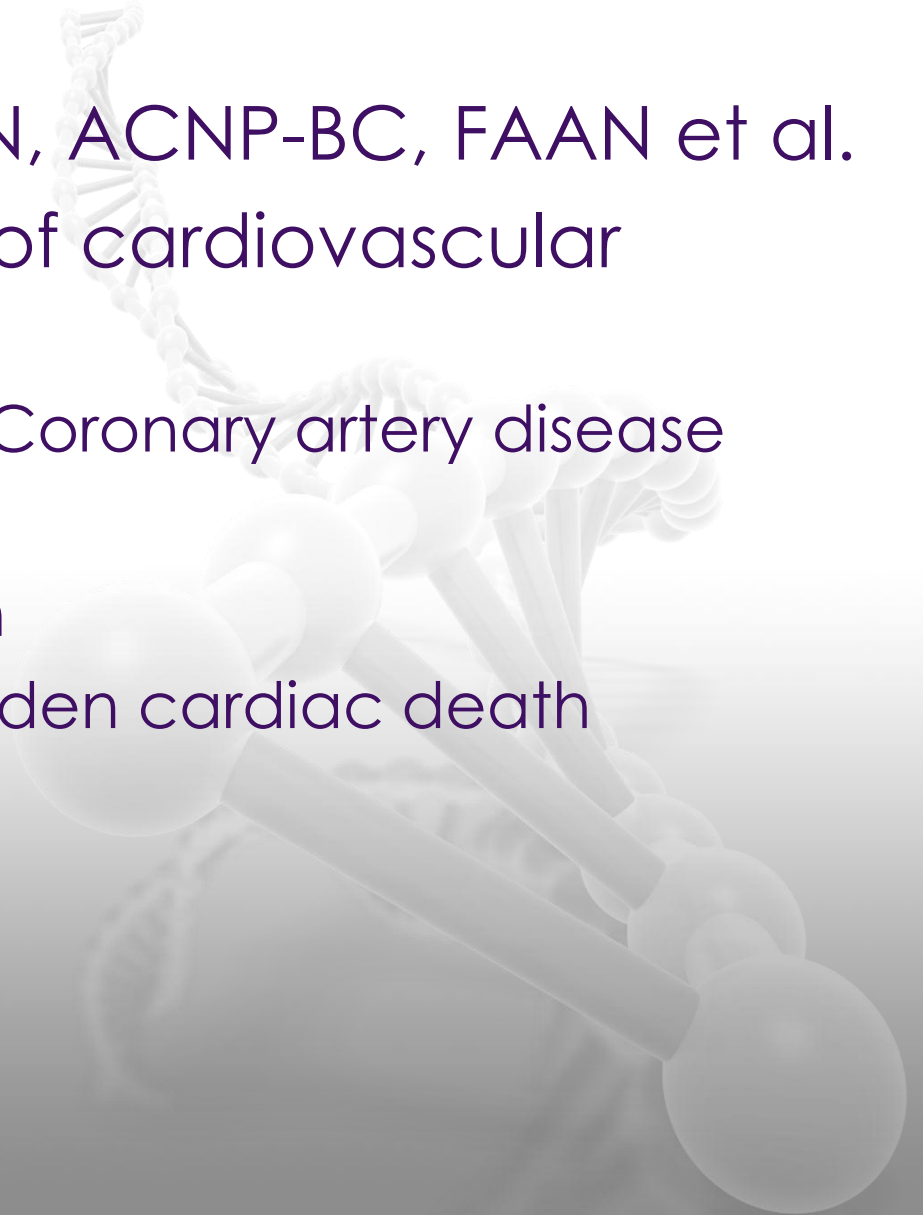 N, ACNP-BC, FAAN et al.
of cardiovascular
Coronary artery disease
den cardiac death